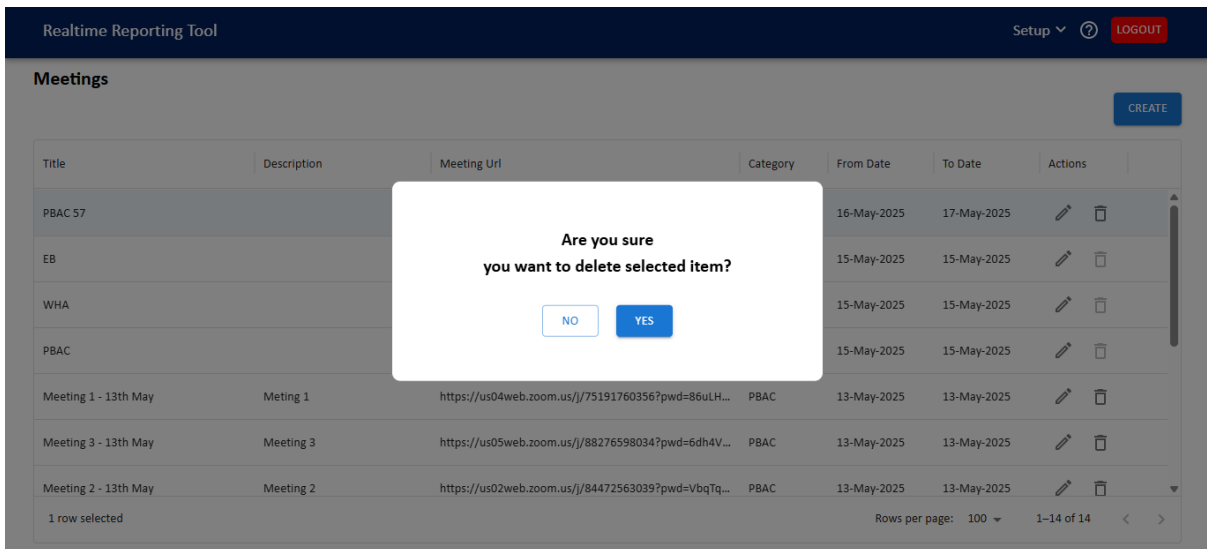 Realtime Reporting Tool Setup LOGOUT
Meetings
CREATE
Title Description Meeting Url Category From Date To Date Actions
PBAC 57 16-May-2025 17-May-2025
EB 15-May-2025 15-May-2025
WHA 15-May-2025 15-May-2025
PBAC 15-May-2025 15-May-2025
Are you sure
you want to delete selected item?
NO YES
Meeting 1 - 13th May Meting 1 https://us04web.zoom.us/j/75191760356?pwd=86uLH... PBAC 13-May-2025 13-May-2025
Meeting 3 - 13th May Meeting 3 https://us05web.zoom.us/j/88276598034?pwd=6dh4V... PBAC 13-May-2025 13-May-2025
Meeting 2 - 13th May Meeting 2 https://us02web.zoom.us/j/84472563039?pwd=VbqTq... PBAC 13-May-2025 13-May-2025
1 row selected Rows per page: 100 1–14 of 14